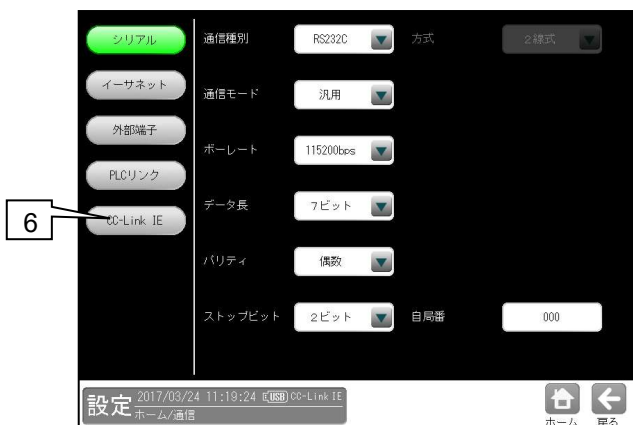 シリアル
通信種別 RS232C 方式 2線式
イーサネット
通信モード 汎用
外部端子
ボーレート 115200bps
PLCリンク
データ長 7ビット
6
CC-Link IE
パリティ 偶数
ストップビット 2ビット 自局番 000
設定 2017/03/24 11:19:24 USB CC-Link IE
ホーム/通信
ホーム 戻る